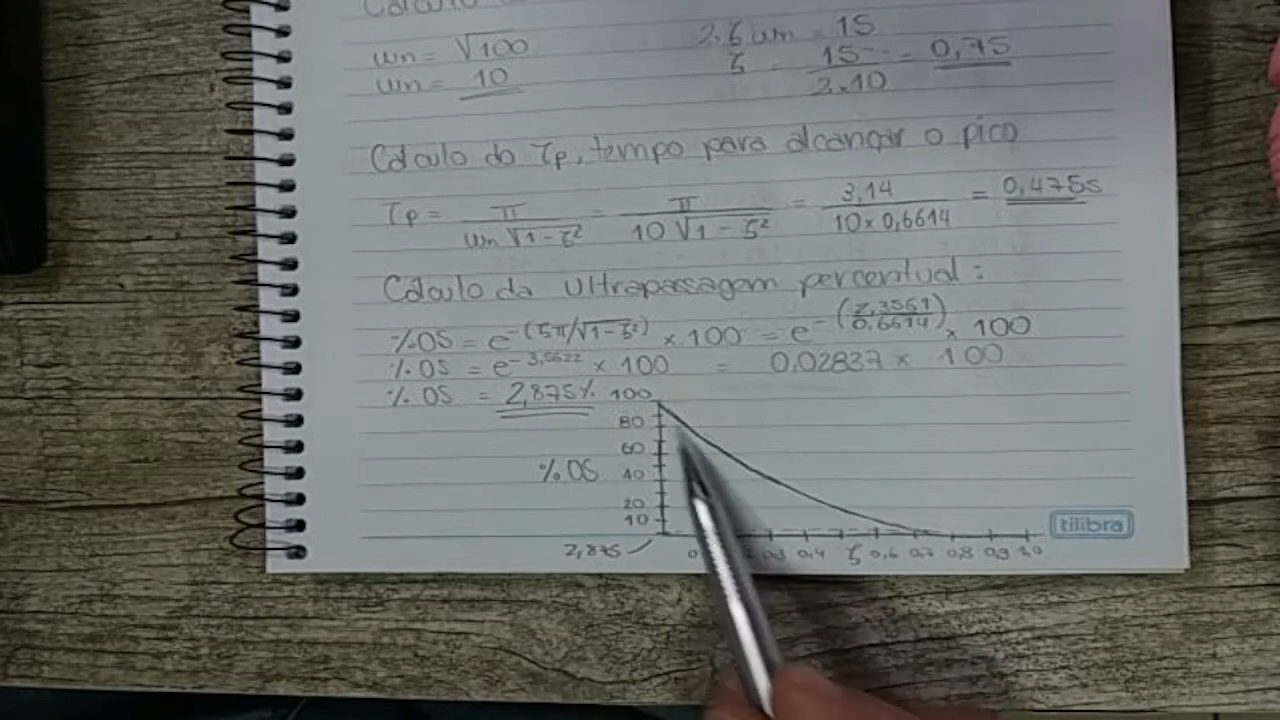 Cálculo
ωn = √100
ωn = 10
2.ζωn = 15
ζ = 15/2.10 = 0,75
Cálculo do Tp, tempo para alcançar o pico
Tp = π/ωn√1-ζ² = π/10√1-ζ² = 3,14/10x0,6614 = 0,475s
Cálculo da ultrapassagem percentual:
%OS = e^-(ζπ/√1-ζ²) x 100 = e^-(2,3561/0,6614) x 100
%OS = e^-3,5622 x 100 = 0,02837 x 100
%OS = 2,875%
100
80
60
%OS 40
20
10
2,875
0,3 0,4 ζ 0,6 0,7 0,8 0,9 1,0
tilibra